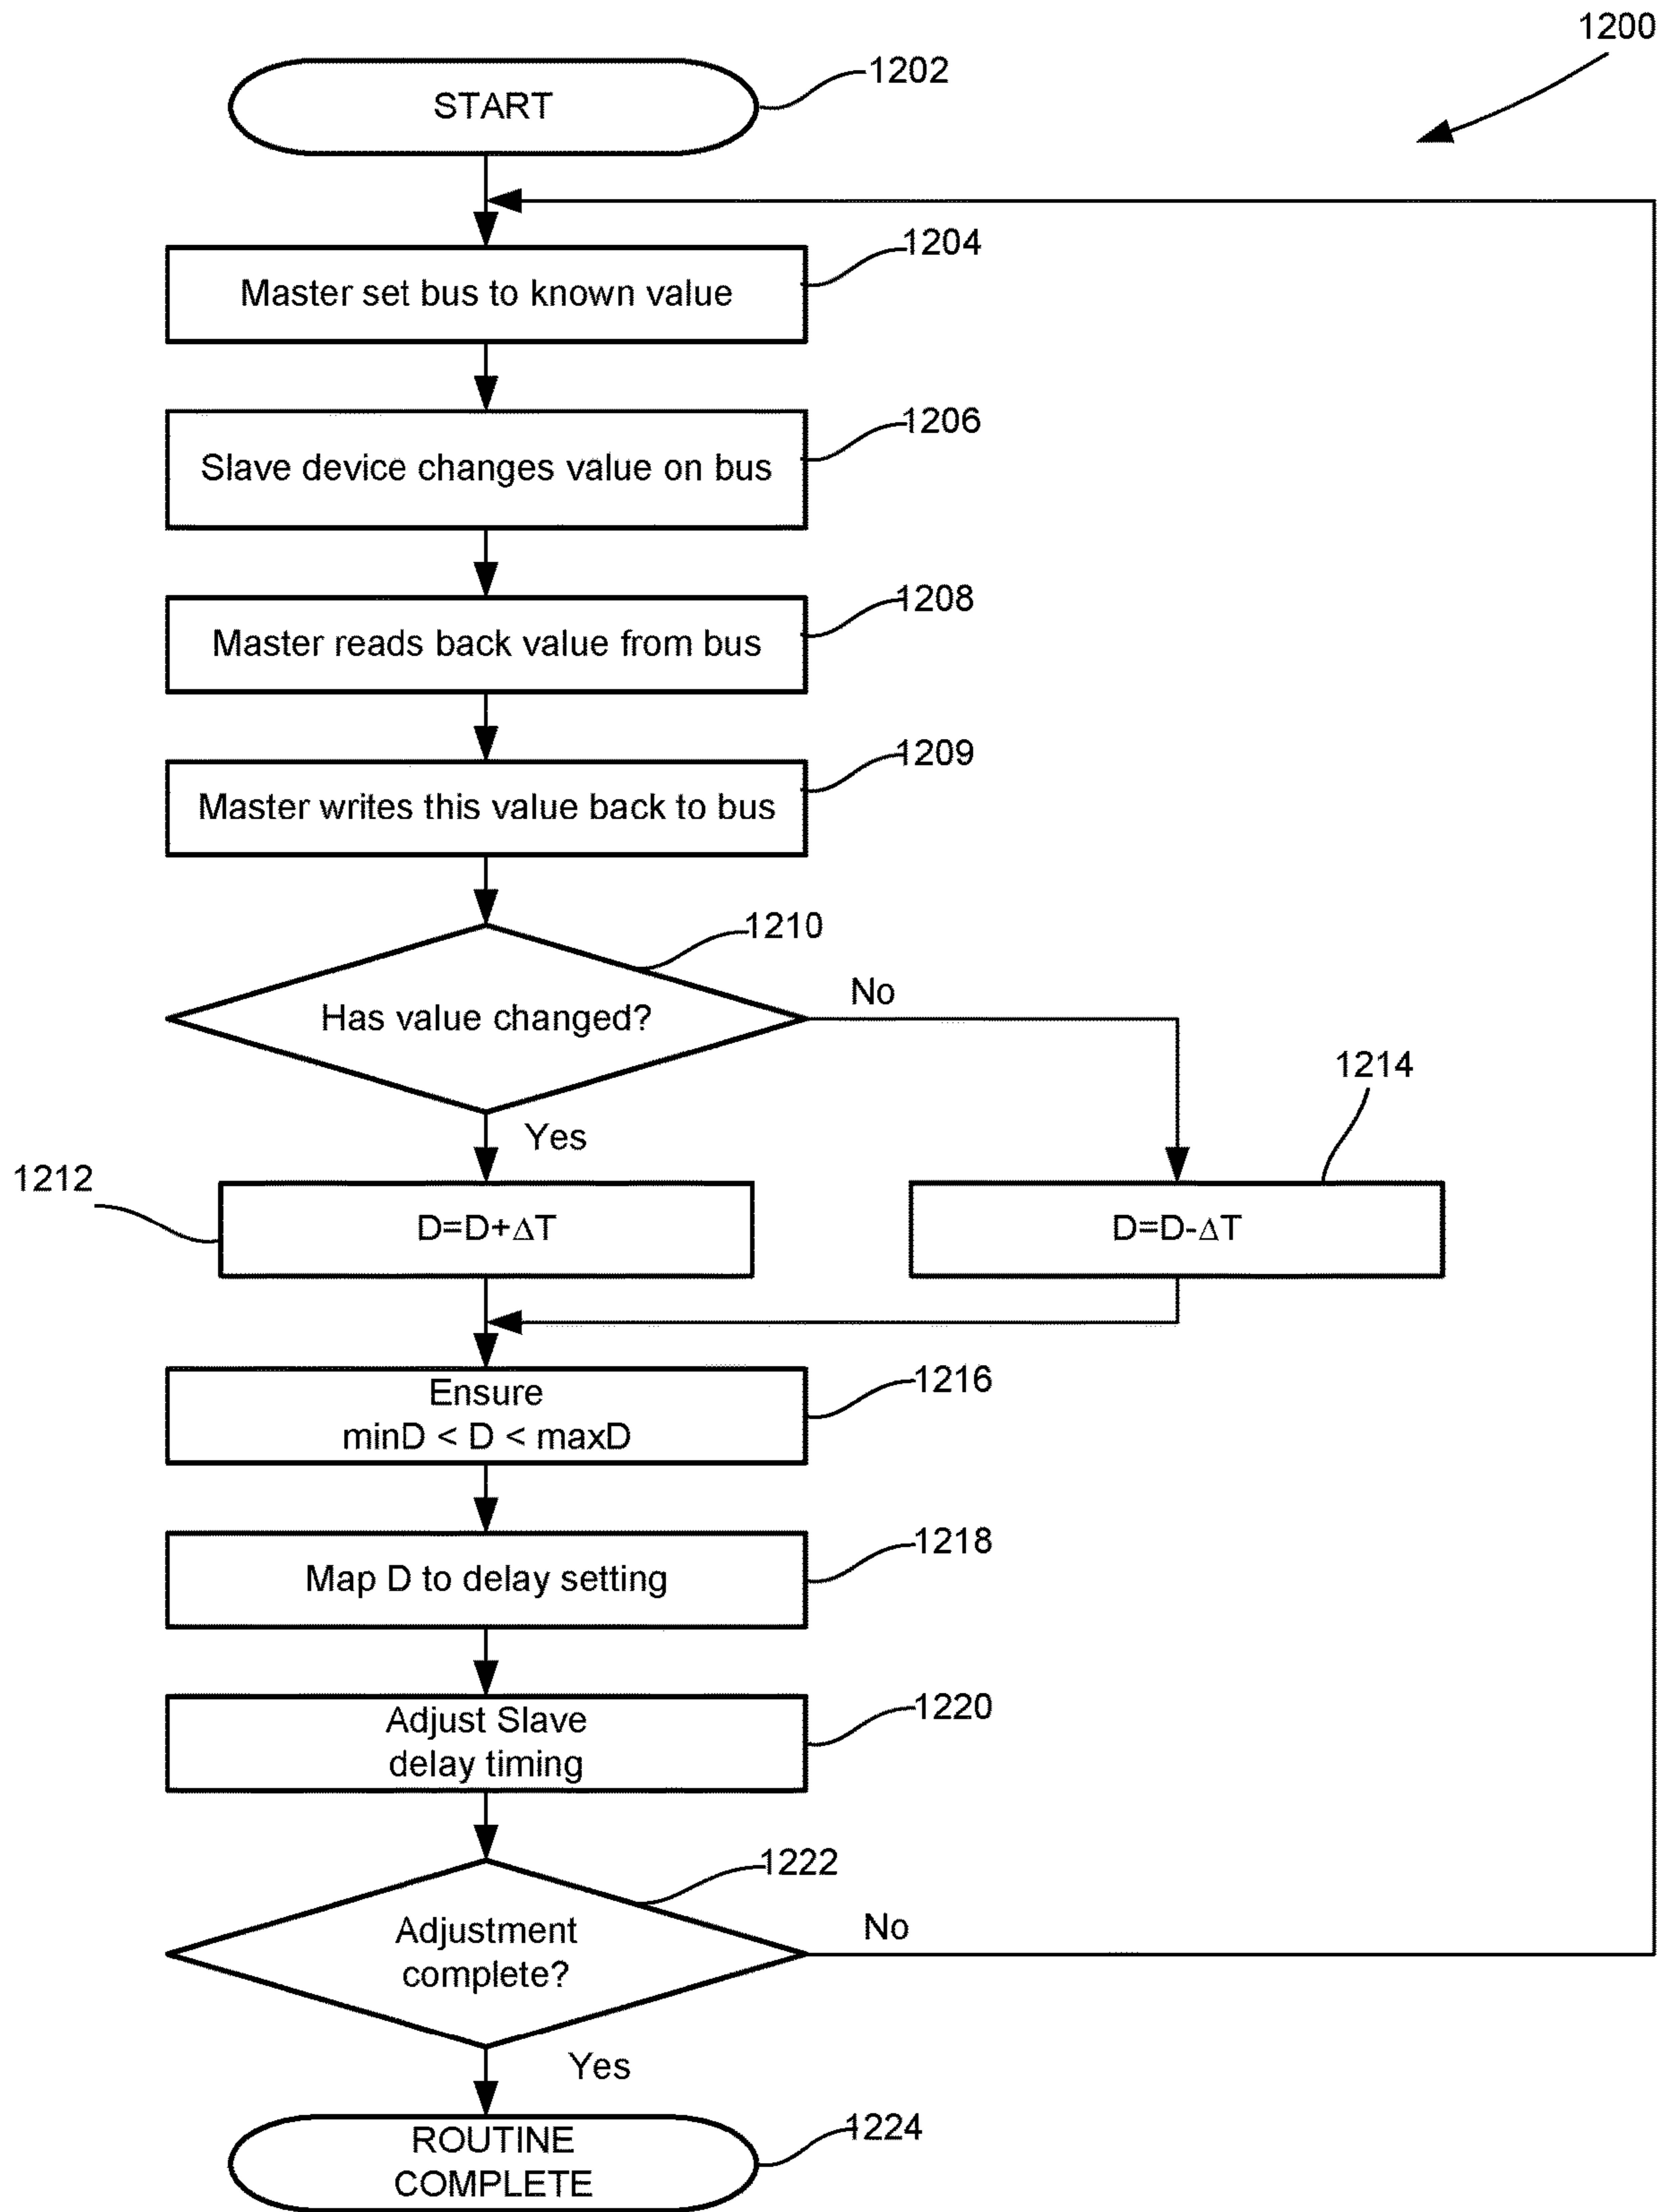 1200
START
1202
Master set bus to known value
1204
Slave device changes value on bus
1206
Master reads back value from bus
1208
Master writes this value back to bus
1209
Has value changed?
1210
No
Yes
1212
D=D+ΔT
D=D-ΔT
1214
Ensure
minD < D < maxD
1216
Map D to delay setting
1218
Adjust Slave
delay timing
1220
Adjustment
complete?
1222
No
Yes
ROUTINE
COMPLETE
1224